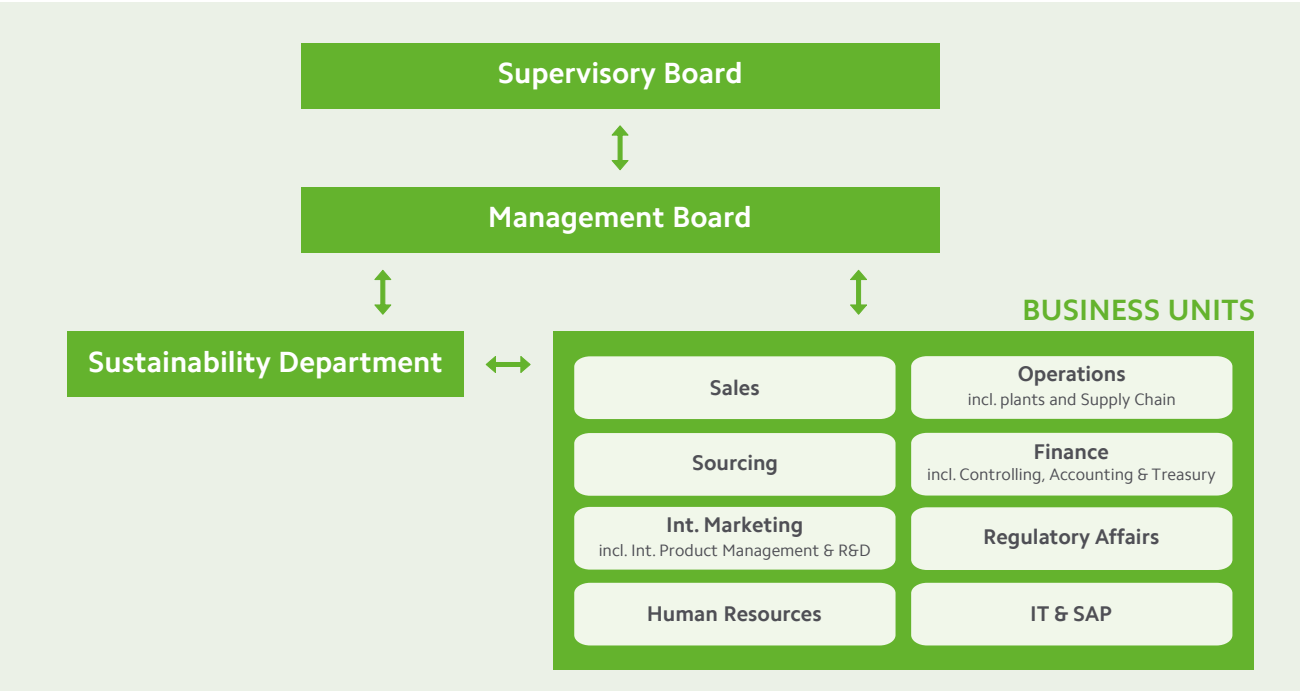 Supervisory Board
Management Board
BUSINESS UNITS
Sustainability Department
Sales
Operations
incl. plants and Supply Chain
Sourcing
Finance
incl. Controlling, Accounting & Treasury
Int. Marketing
incl. Int. Product Management & R&D
Regulatory Affairs
Human Resources
IT & SAP